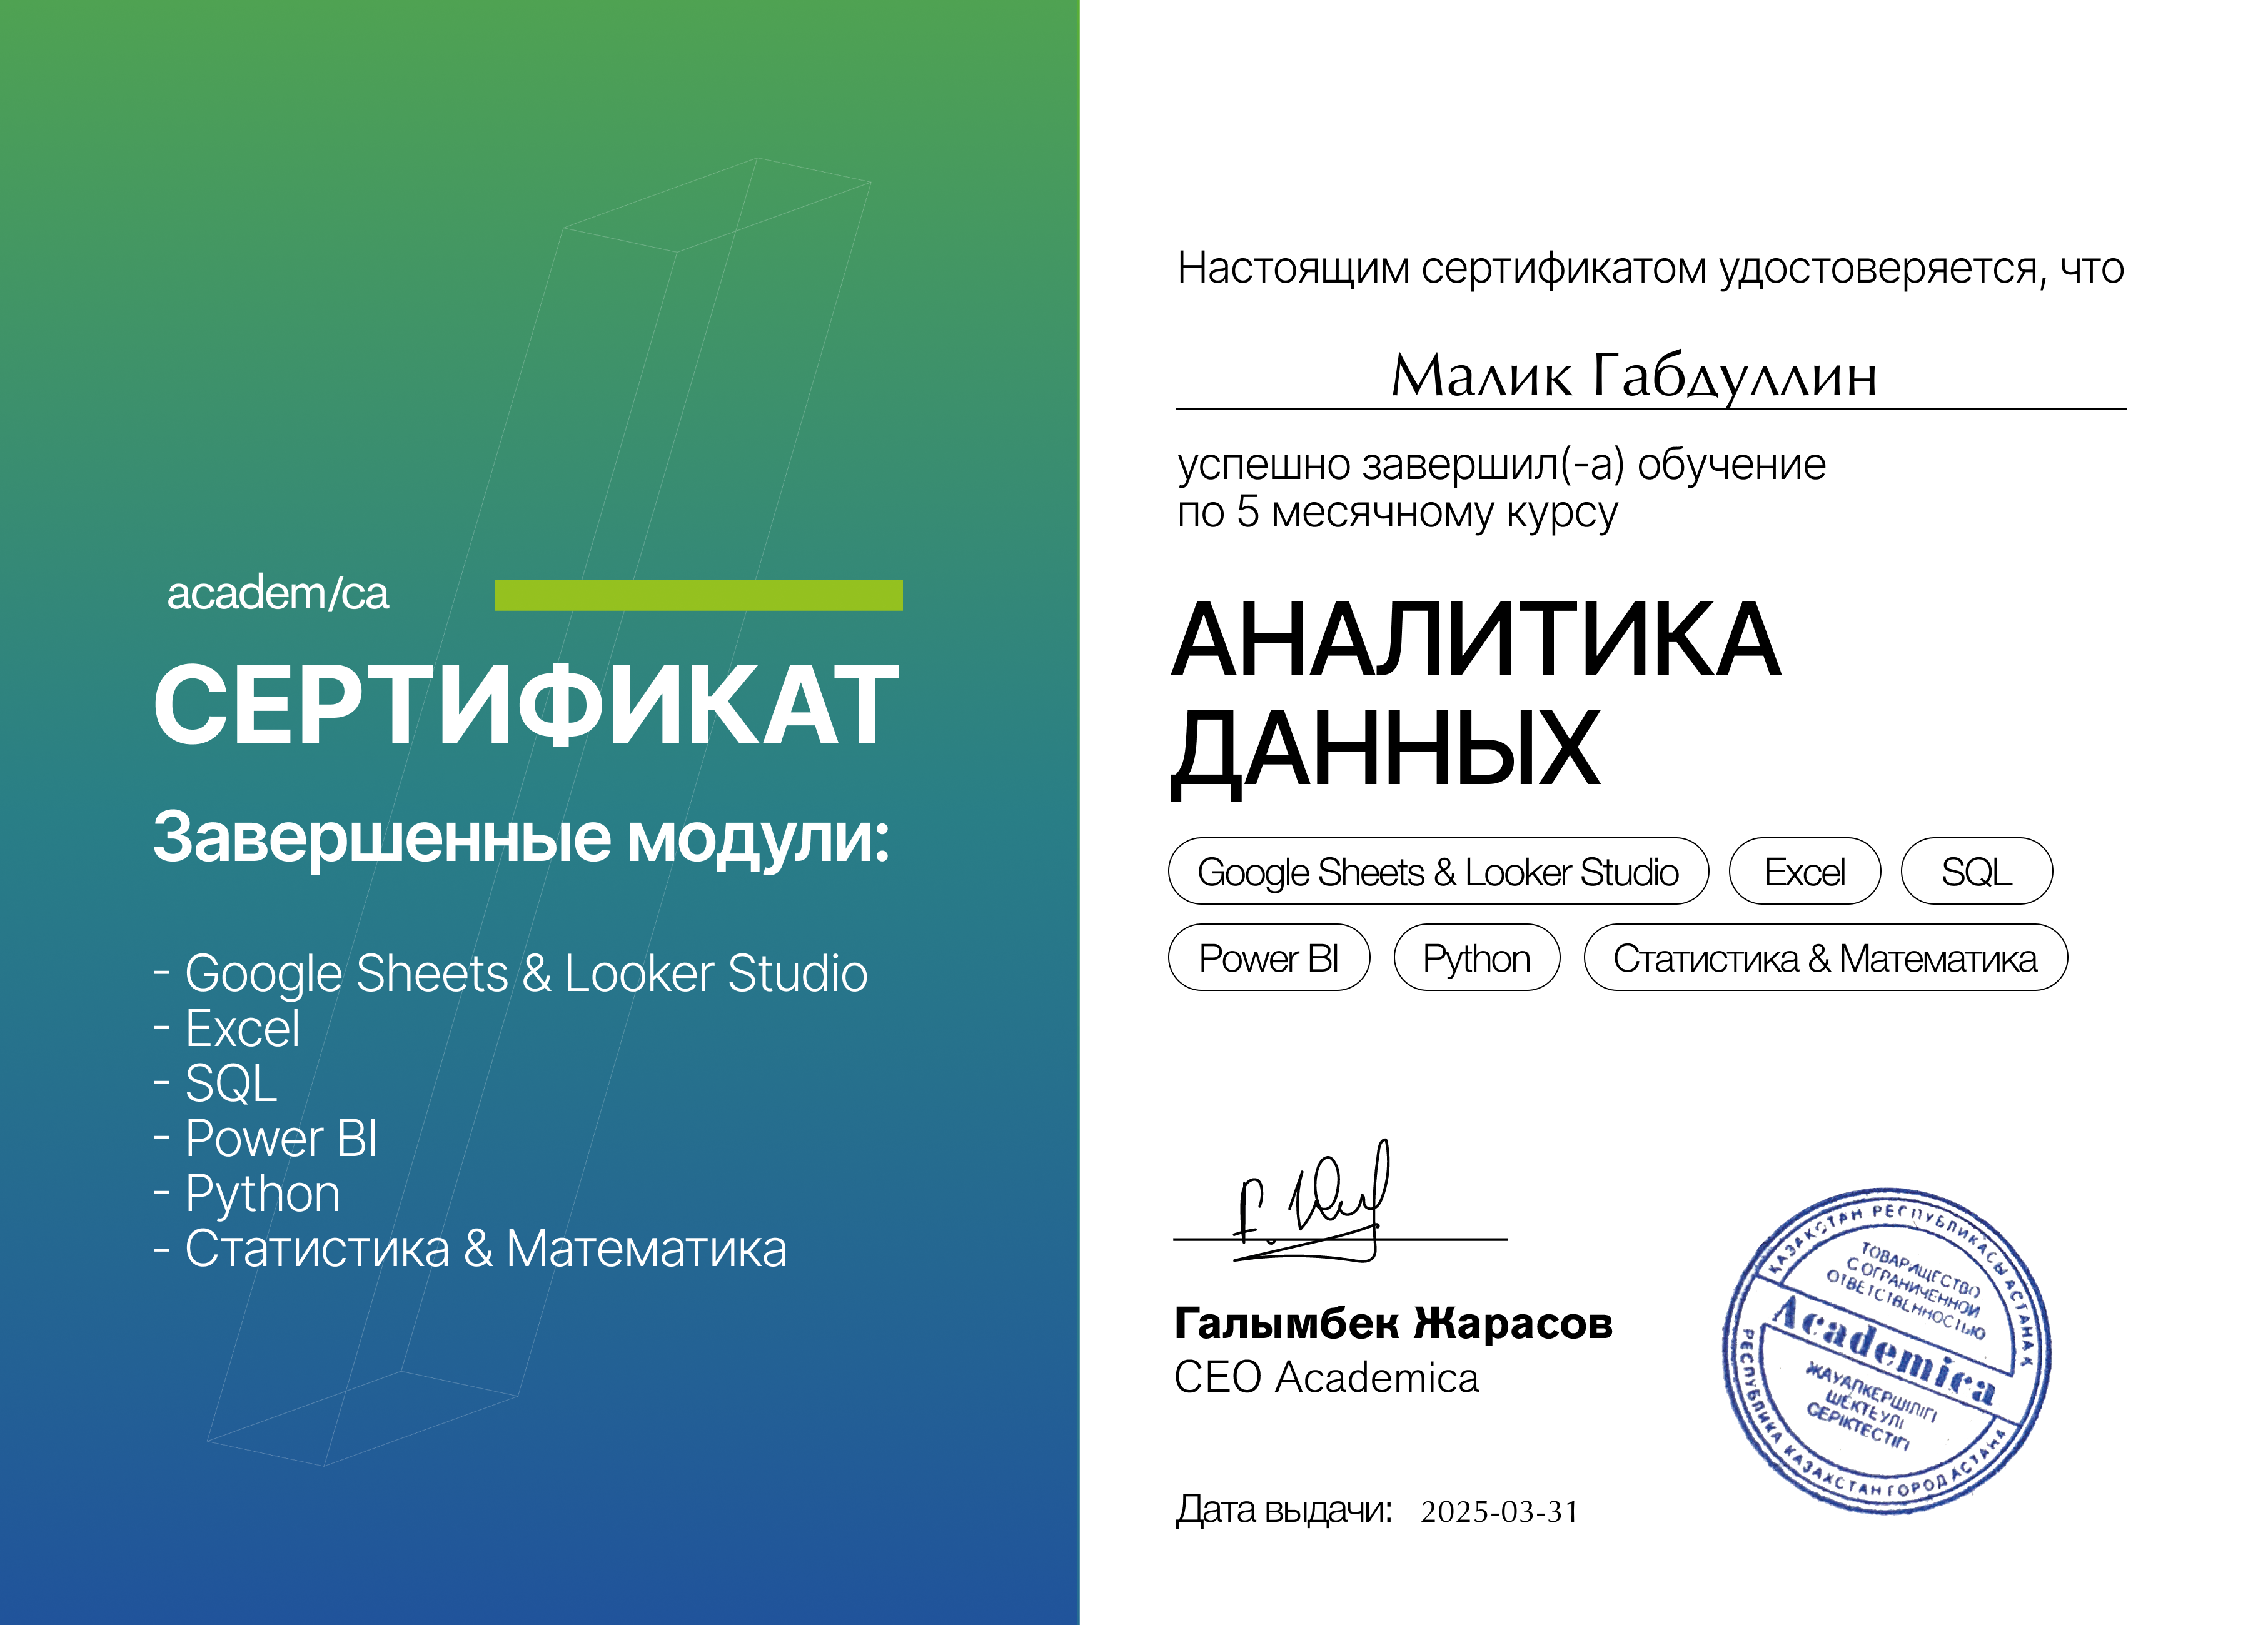 academ/ca
СЕРТИФИКАТ
Завершенные модули:
- Google Sheets & Looker Studio
- Excel
- SQL
- Power BI
- Python
- Статистика & Математика
Настоящим сертификатом удостоверяется, что
Малик Габдуллин
успешно завершил(-а) обучение
по 5 месячному курсу
АНАЛИТИКА
ДАННЫХ
Google Sheets & Looker Studio
Excel
SQL
Power BI
Python
Статистика & Математика
Галымбек Жарасов
CEO Academica
Дата выдачи: 2025-03-31
ҚАЗАҚСТАН РЕСПУБЛИКАСЫ АСТАНА Қ
ТОВАРИЩЕСТВО
С ОГРАНИЧЕННОЙ
ОТВЕТСТВЕННОСТЬЮ
Academica
ЖАУАПКЕРШІЛІГІ
ШЕКТЕУЛІ
СЕРІКТЕСТІГІ
РЕСПУБЛИКА КАЗАХСТАН ГОРОД АСТАНА